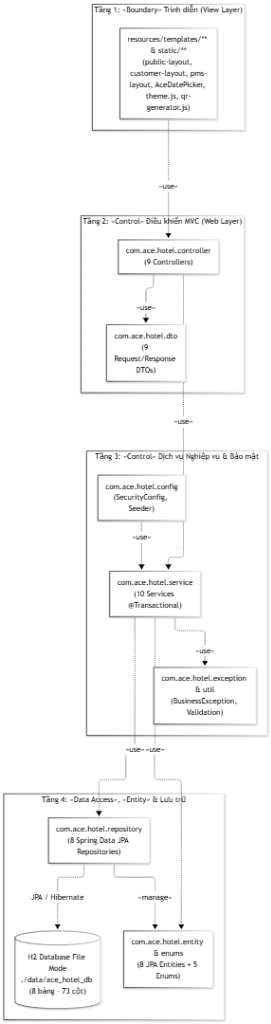 Tầng 1: «Boundary» Trình diễn (View Layer)
resources/templates/**
& static/**
(public-layout,
customer-layout, pms-
layout, AceDatePicker,
theme.js, qr-
generator.js)
«use»
Tầng 2: «Control» Điều khiển MVC (Web Layer)
com.ace.hotel.controller
(9 Controllers)
«use»
com.ace.hotel.dto
(9
Request/Response
DTOs)
«use»
Tầng 3: «Control» Dịch vụ Nghiệp vụ & Bảo mật
com.ace.hotel.config
(SecurityConfig,
Seeder)
«use»
com.ace.hotel.service
(10 Services
@Transactional)
«use»
com.ace.hotel.exception
& util
(BusinessException,
Validation)
«use» «use»
Tầng 4: «Data Access», «Entity» & Lưu trữ
com.ace.hotel.repository
(8 Spring Data JPA
Repositories)
JPA / Hibernate
«manage»
H2 Database File
Mode
./data/ace_hotel_db
(8 bảng · 73 cột)
com.ace.hotel.entity
& enums
(8 JPA Entities + 5
Enums)